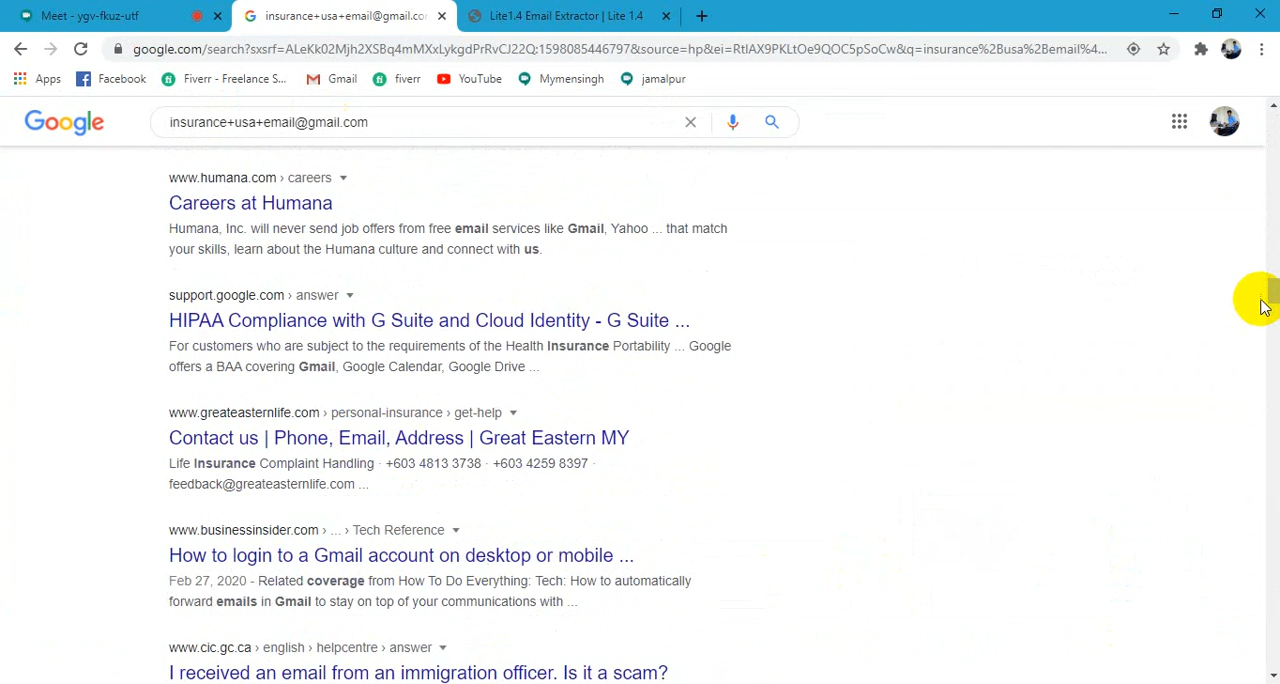 Meet - ygv-fkuz-utf
insurance+usa+email@gmail.co
Lite1.4 Email Extractor | Lite 1.4
google.com/search?sxsrf=ALeKk02Mjh2XSBq4mMXxLykgdPrRvCJ22Q:1598085446797&source=hp&ei=RtlAX9PKLtOe9QOC5pSoCw&q=insurance%2Busa%2Bemail%4...
Apps
Facebook
Fiverr - Freelance S...
Gmail
fiverr
YouTube
Mymensingh
jamalpur
Google
insurance+usa+email@gmail.com
www.humana.com › careers
Careers at Humana
Humana, Inc. will never send job offers from free email services like Gmail, Yahoo ... that match
your skills, learn about the Humana culture and connect with us.
support.google.com › answer
HIPAA Compliance with G Suite and Cloud Identity - G Suite ...
For customers who are subject to the requirements of the Health Insurance Portability ... Google
offers a BAA covering Gmail, Google Calendar, Google Drive ...
www.greateasternlife.com › personal-insurance › get-help
Contact us | Phone, Email, Address | Great Eastern MY
Life Insurance Complaint Handling · +603 4813 3738 · +603 4259 8397 ·
feedback@greateasternlife.com ...
www.businessinsider.com › ... › Tech Reference
How to login to a Gmail account on desktop or mobile ...
Feb 27, 2020 - Related coverage from How To Do Everything: Tech: How to automatically
forward emails in Gmail to stay on top of your communications with ...
www.cic.gc.ca › english › helpcentre › answer
I received an email from an immigration officer. Is it a scam?